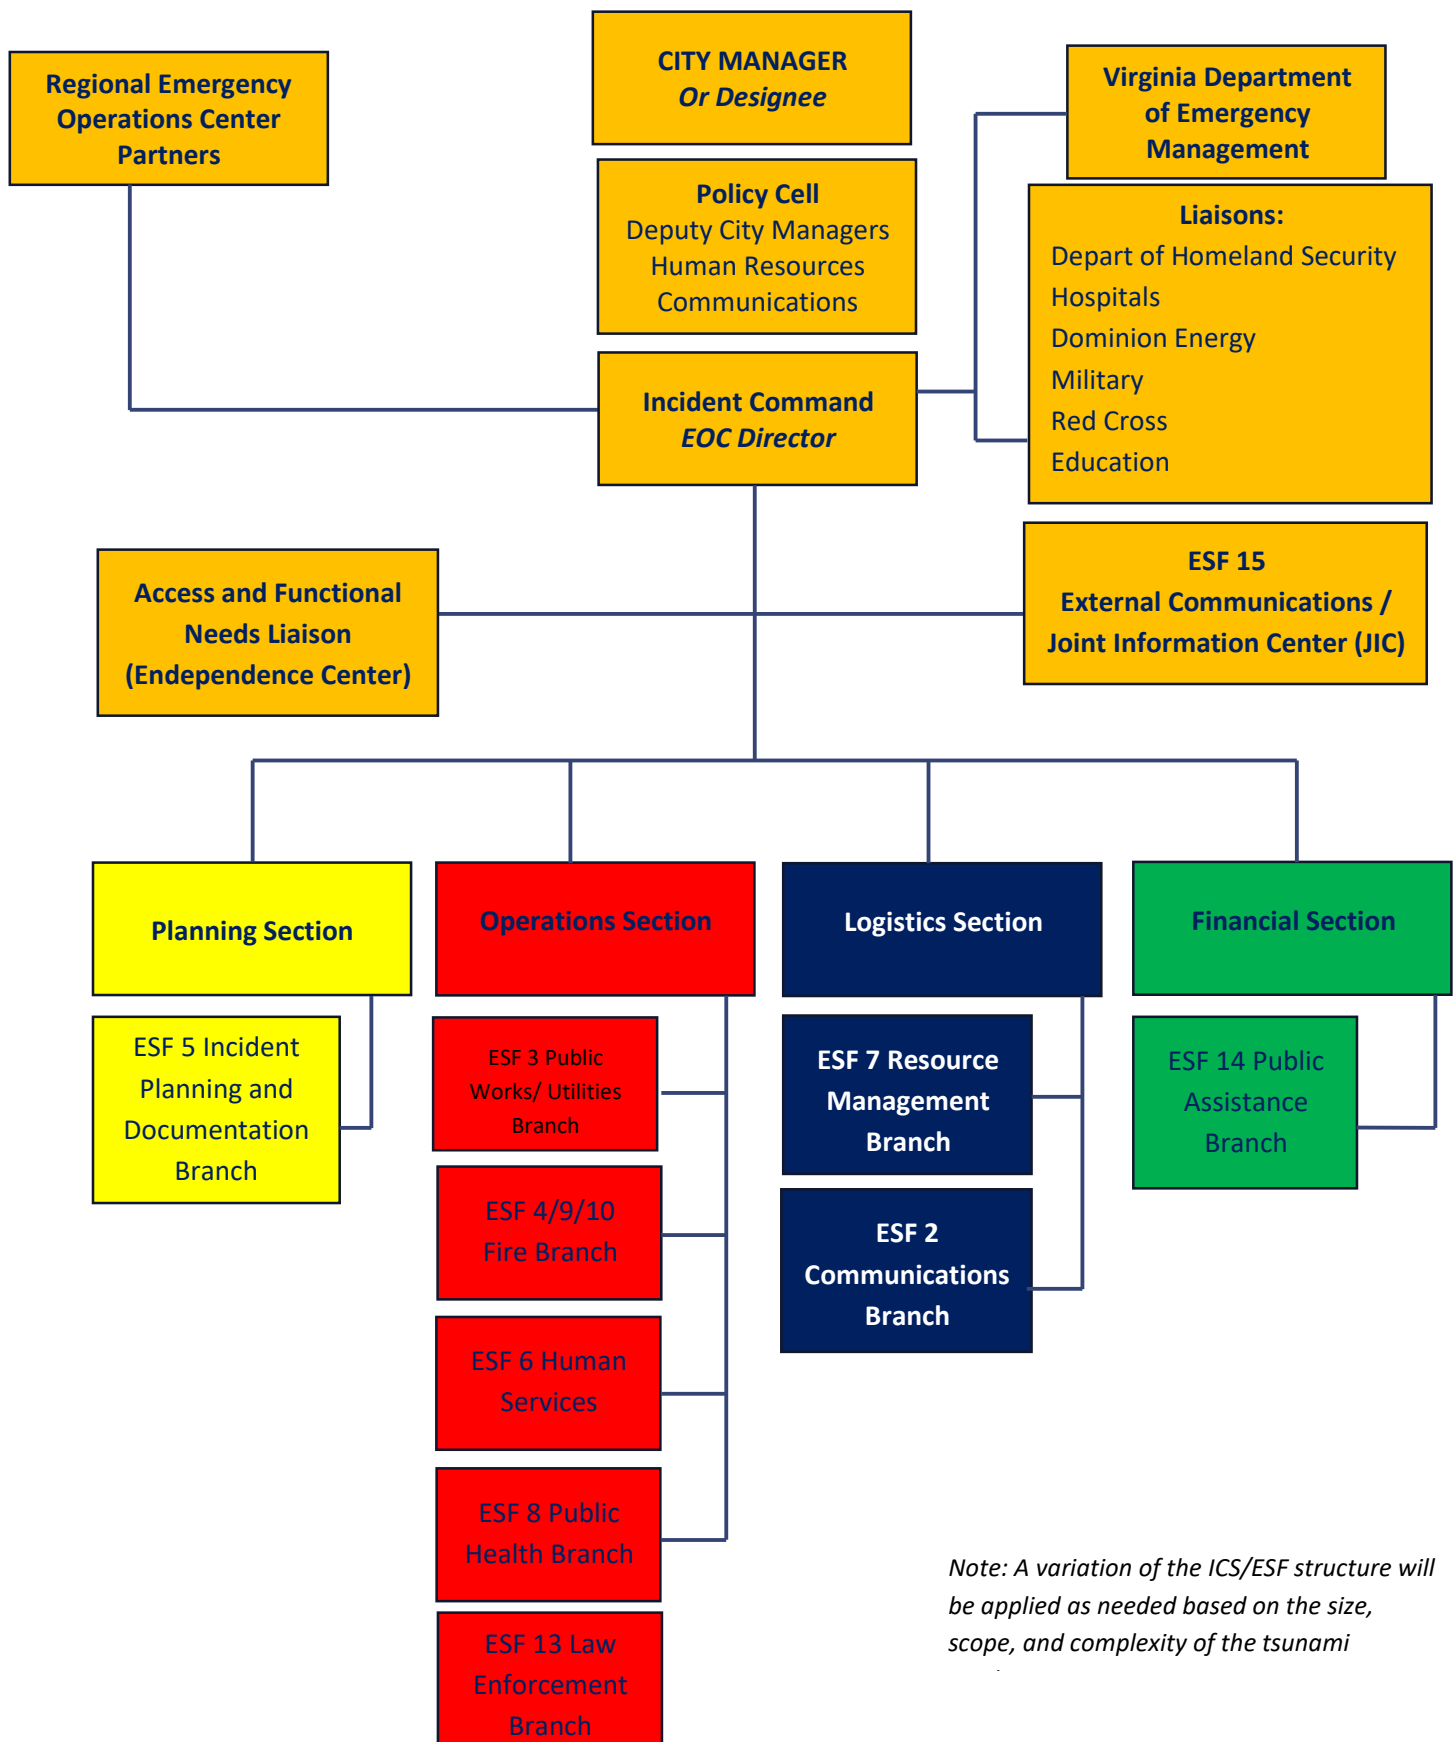 CITY MANAGER
Or Designee
Regional Emergency
Operations Center
Partners
Virginia Department
of Emergency
Management
Policy Cell
Deputy City Managers
Human Resources
Communications
Liaisons:
Depart of Homeland Security
Hospitals
Dominion Energy
Military
Red Cross
Education
Incident Command
EOC Director
Access and Functional
Needs Liaison
(Endependence Center)
ESF 15
External Communications /
Joint Information Center (JIC)
Planning Section
Operations Section
Logistics Section
Financial Section
ESF 5 Incident
Planning and
Documentation
Branch
ESF 3 Public
Works/ Utilities
Branch
ESF 4/9/10
Fire Branch
ESF 6 Human
Services
ESF 8 Public
Health Branch
ESF 13 Law
Enforcement
Branch
ESF 7 Resource
Management
Branch
ESF 2
Communications
Branch
ESF 14 Public
Assistance
Branch
Note: A variation of the ICS/ESF structure will
be applied as needed based on the size,
scope, and complexity of the tsunami